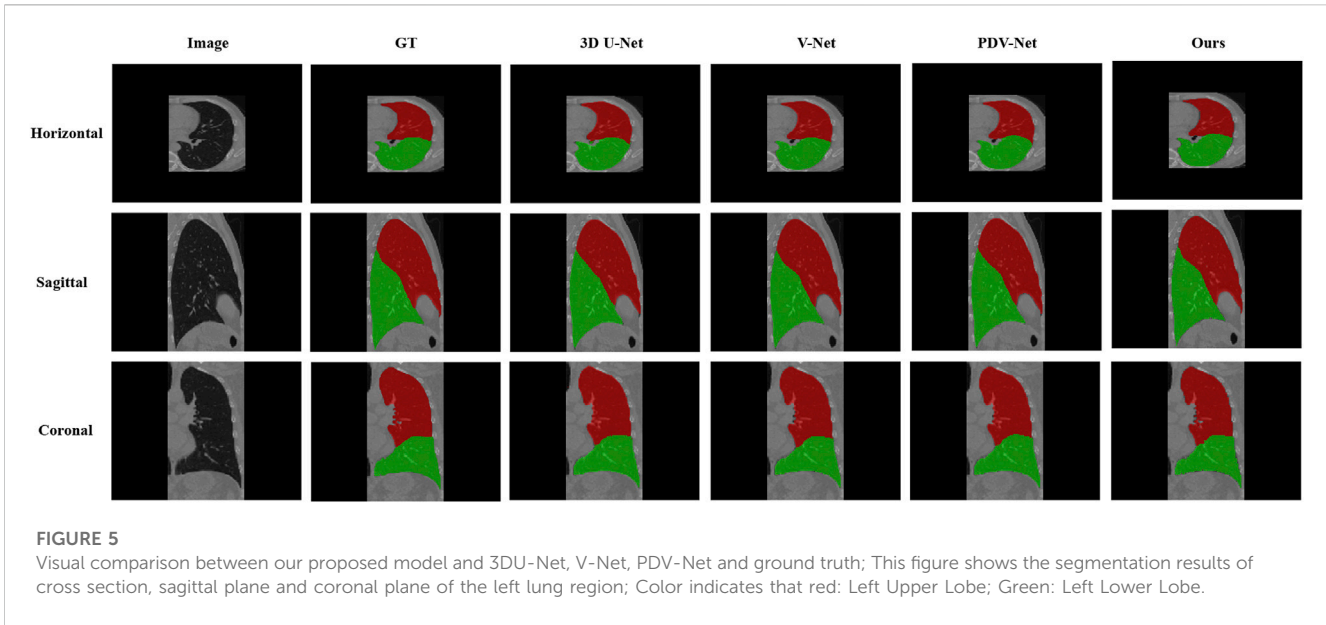 Image GT 3D U-Net V-Net PDV-Net Ours
Horizontal
Sagittal
Coronal
FIGURE 5
Visual comparison between our proposed model and 3DU-Net, V-Net, PDV-Net and ground truth; This figure shows the segmentation results of
cross section, sagittal plane and coronal plane of the left lung region; Color indicates that red: Left Upper Lobe; Green: Left Lower Lobe.